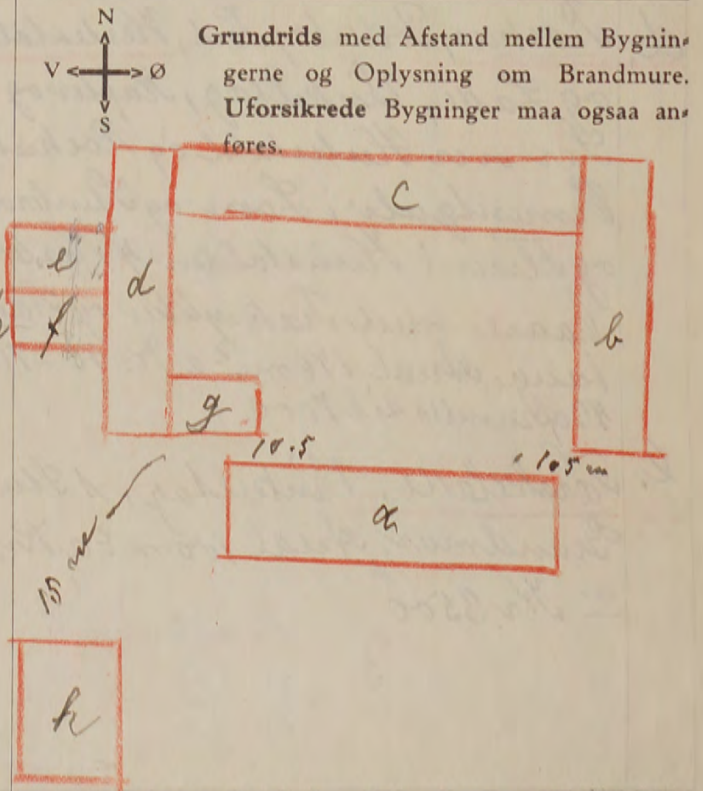 N
V Ø
S
Grundrids med Afstand mellem Bygnin-
gerne og Oplysning om Brandmure.
Uforsikrede Bygninger maa ogsaa an-
føres.
c
e
d
f
b
g
10.5
10 5 m
a
15 m
h